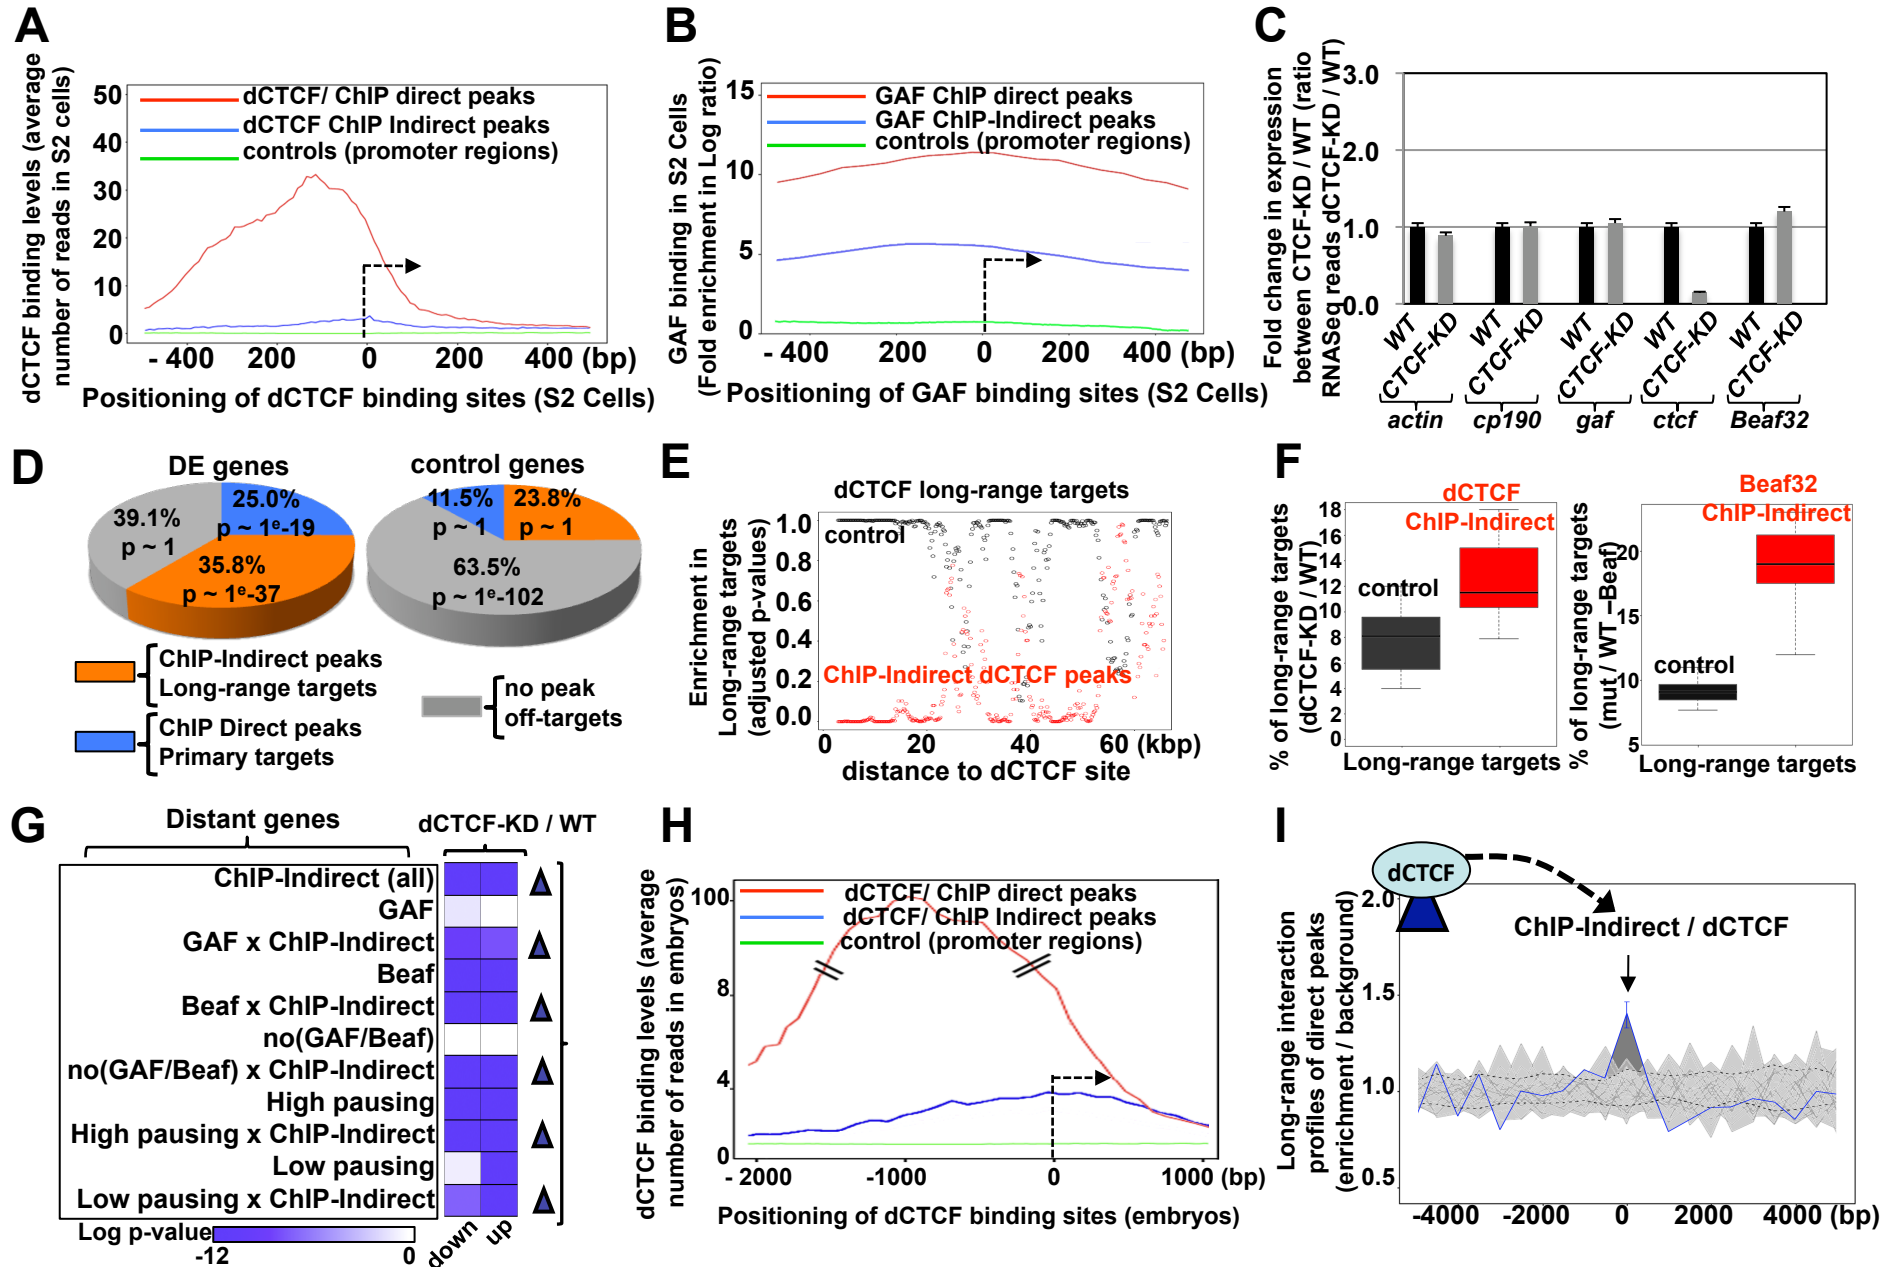 A
dCTCF binding levels (average
number of reads in S2 cells)
50
40
30
20
10
0
dCTCF/ ChIP direct peaks
dCTCF ChIP Indirect peaks
controls (promoter regions)
- 400 200 0 200 400 (bp)
Positioning of dCTCF binding sites (S2 Cells)
B
GAF binding in S2 Cells
(Fold enrichment in Log ratio)
15
10
5
0
GAF ChIP direct peaks
GAF ChIP-Indirect peaks
controls (promoter regions)
- 400 200 0 200 400 (bp)
Positioning of GAF binding sites (S2 Cells)
C
Fold change in expression
between CTCF-KD / WT (ratio
RNASeq reads dCTCF-KD / WT)
3.0
2.0
1.0
0.0
WT CTCF-KD WT CTCF-KD WT CTCF-KD WT CTCF-KD WT CTCF-KD
actin cp190 gaf ctcf Beaf32
D
DE genes
25.0%
p ~ 1e-19
39.1%
p ~ 1
35.8%
p ~ 1e-37
control genes
11.5%
p ~ 1
23.8%
p ~ 1
63.5%
p ~ 1e-102
ChIP-Indirect peaks
Long-range targets
ChIP Direct peaks
Primary targets
no peak
off-targets
E
dCTCF long-range targets
Enrichment in
Long-range targets
(adjusted p-values)
1.0
0.8
0.6
0.4
0.2
0.0
control
ChIP-Indirect dCTCF peaks
0 20 40 60 (kbp)
distance to dCTCF site
F
% of long-range targets
(dCTCF-KD / WT)
18
16
14
12
10
8
6
4
2
0
dCTCF
ChIP-Indirect
control
Long-range targets
% of long-range targets
(mut / WT –Beaf)
20
15
10
5
Beaf32
ChIP-Indirect
control
Long-range targets
G
Distant genes
dCTCF-KD / WT
ChIP-Indirect (all)
GAF
GAF x ChIP-Indirect
Beaf
Beaf x ChIP-Indirect
no(GAF/Beaf)
no(GAF/Beaf) x ChIP-Indirect
High pausing
High pausing x ChIP-Indirect
Low pausing
Low pausing x ChIP-Indirect
Log p-value
-12 0
down up
H
dCTCF binding levels (average
number of reads in embryos)
100
8
4
0
dCTCF/ ChIP direct peaks
dCTCF/ ChIP Indirect peaks
control (promoter regions)
- 2000 -1000 0 1000 (bp)
Positioning of dCTCF binding sites (embryos)
I
dCTCF
Long-range interaction
profiles of direct peaks
(enrichment / background)
2.0
1.5
1.0
0.5
ChIP-Indirect / dCTCF
-4000 -2000 0 2000 4000 (bp)